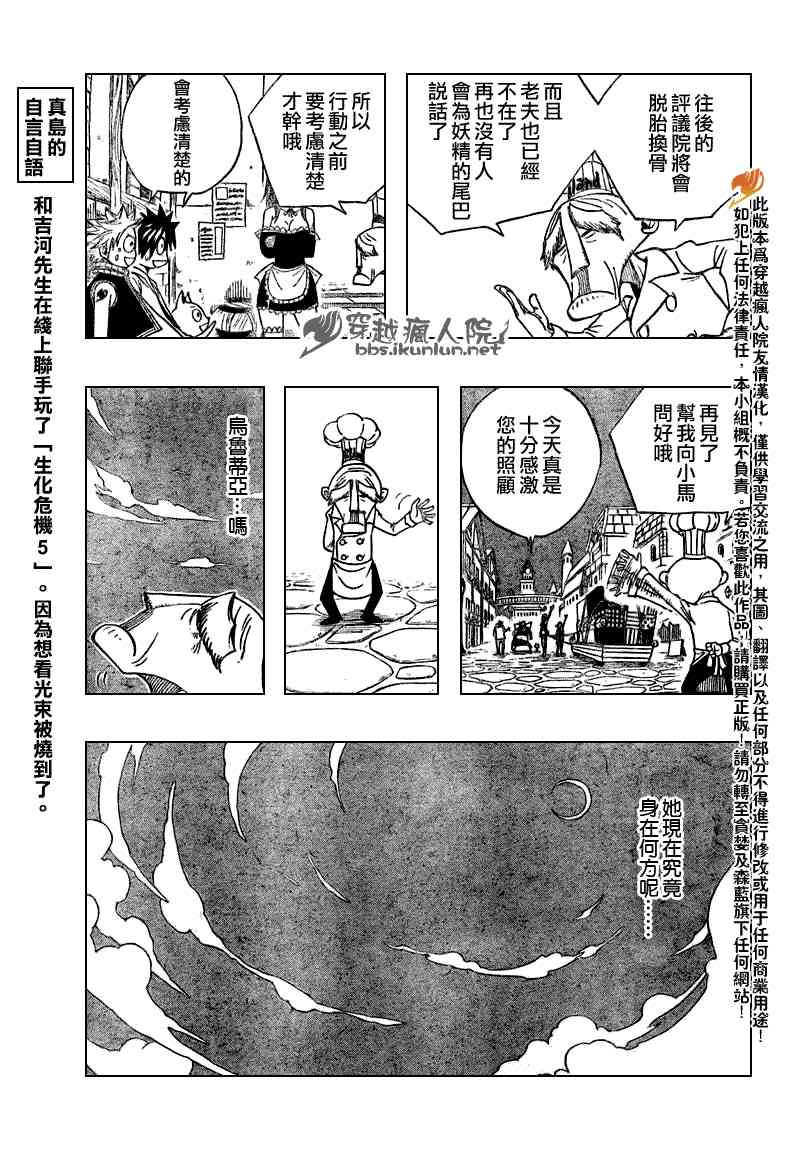 往後的
評議院將會
脫胎換骨
而且
老夫也已經
不在了
再也沒有人
會為妖精的尾巴
說話了
所以
行動之前
要考慮清楚
才幹哦
會考慮清楚的
再見了
幫我向小馬
問好哦
今天真是
十分感激
您的照顧
烏魯蒂亞…嗎
她現在究竟
身在何方呢……
真島的
自言自語
和吉河先生在綫上聯手玩了「生化危機5」。因為想看光束被燒到了。
此版本爲穿越瘋人院友情漢化，僅供學習交流之用，其圖、翻譯以及任何部分不得進行修改或用于任何商業用途！
如犯上任何法律責任，本小組概不負責。若您喜歡此作品，請購買正版！請勿轉至貪婪及森藍旗下任何網站！
穿越瘋人院
bbs.ikunlun.net